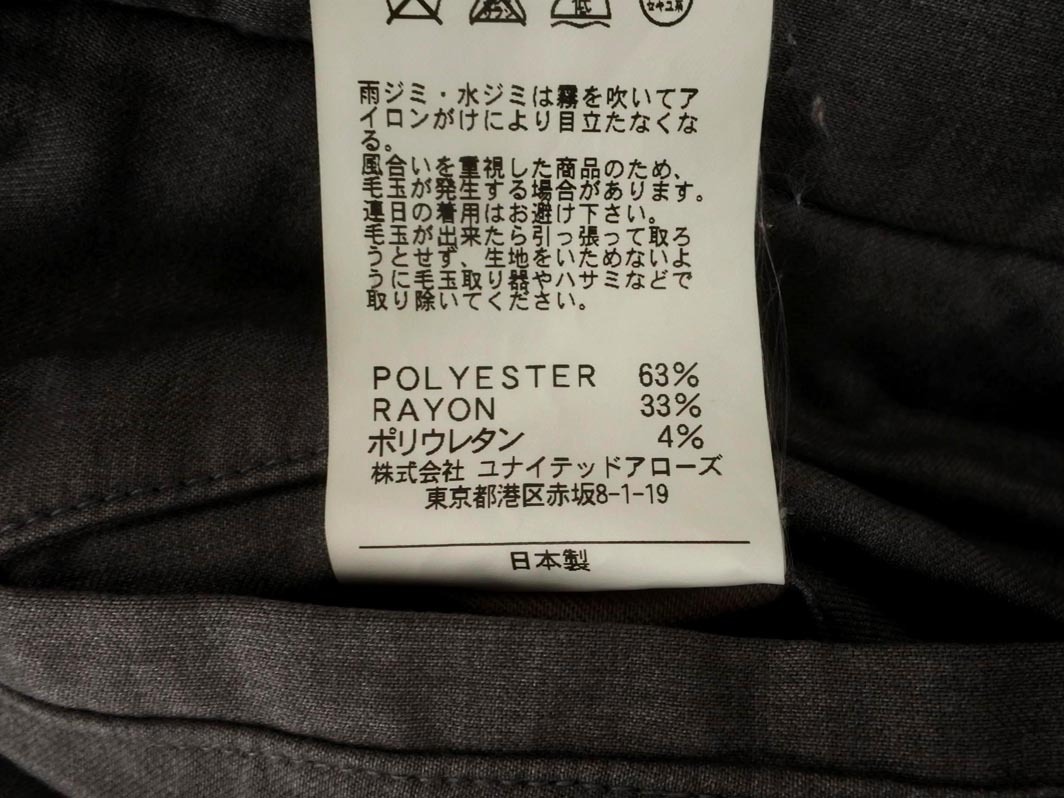 低
セキユ系
雨ジミ・水ジミは霧を吹いてア
イロンがけにより目立たなくな
る。
風合いを重視した商品のため、
毛玉が発生する場合があります。
連日の着用はお避け下さい。
毛玉が出来たら引っ張って取ろ
うとせず、生地をいためないよ
うに毛玉取り器やハサミなどで
取り除いてください。
POLYESTER 63%
RAYON 33%
ポリウレタン 4%
株式会社 ユナイテッドアローズ
東京都港区赤坂8-1-19
日本製